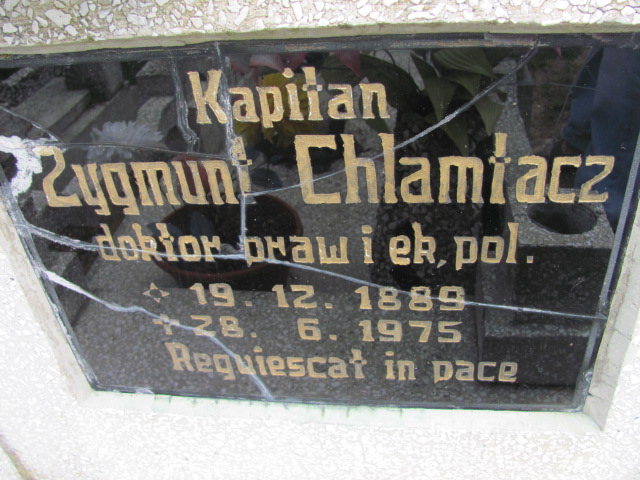 Kapitan
Zygmunt Chlamtacz
doktor praw i ek. pol.
✩ 19. 12. 1889
✢ 28. 6. 1975
Requiescat in pace